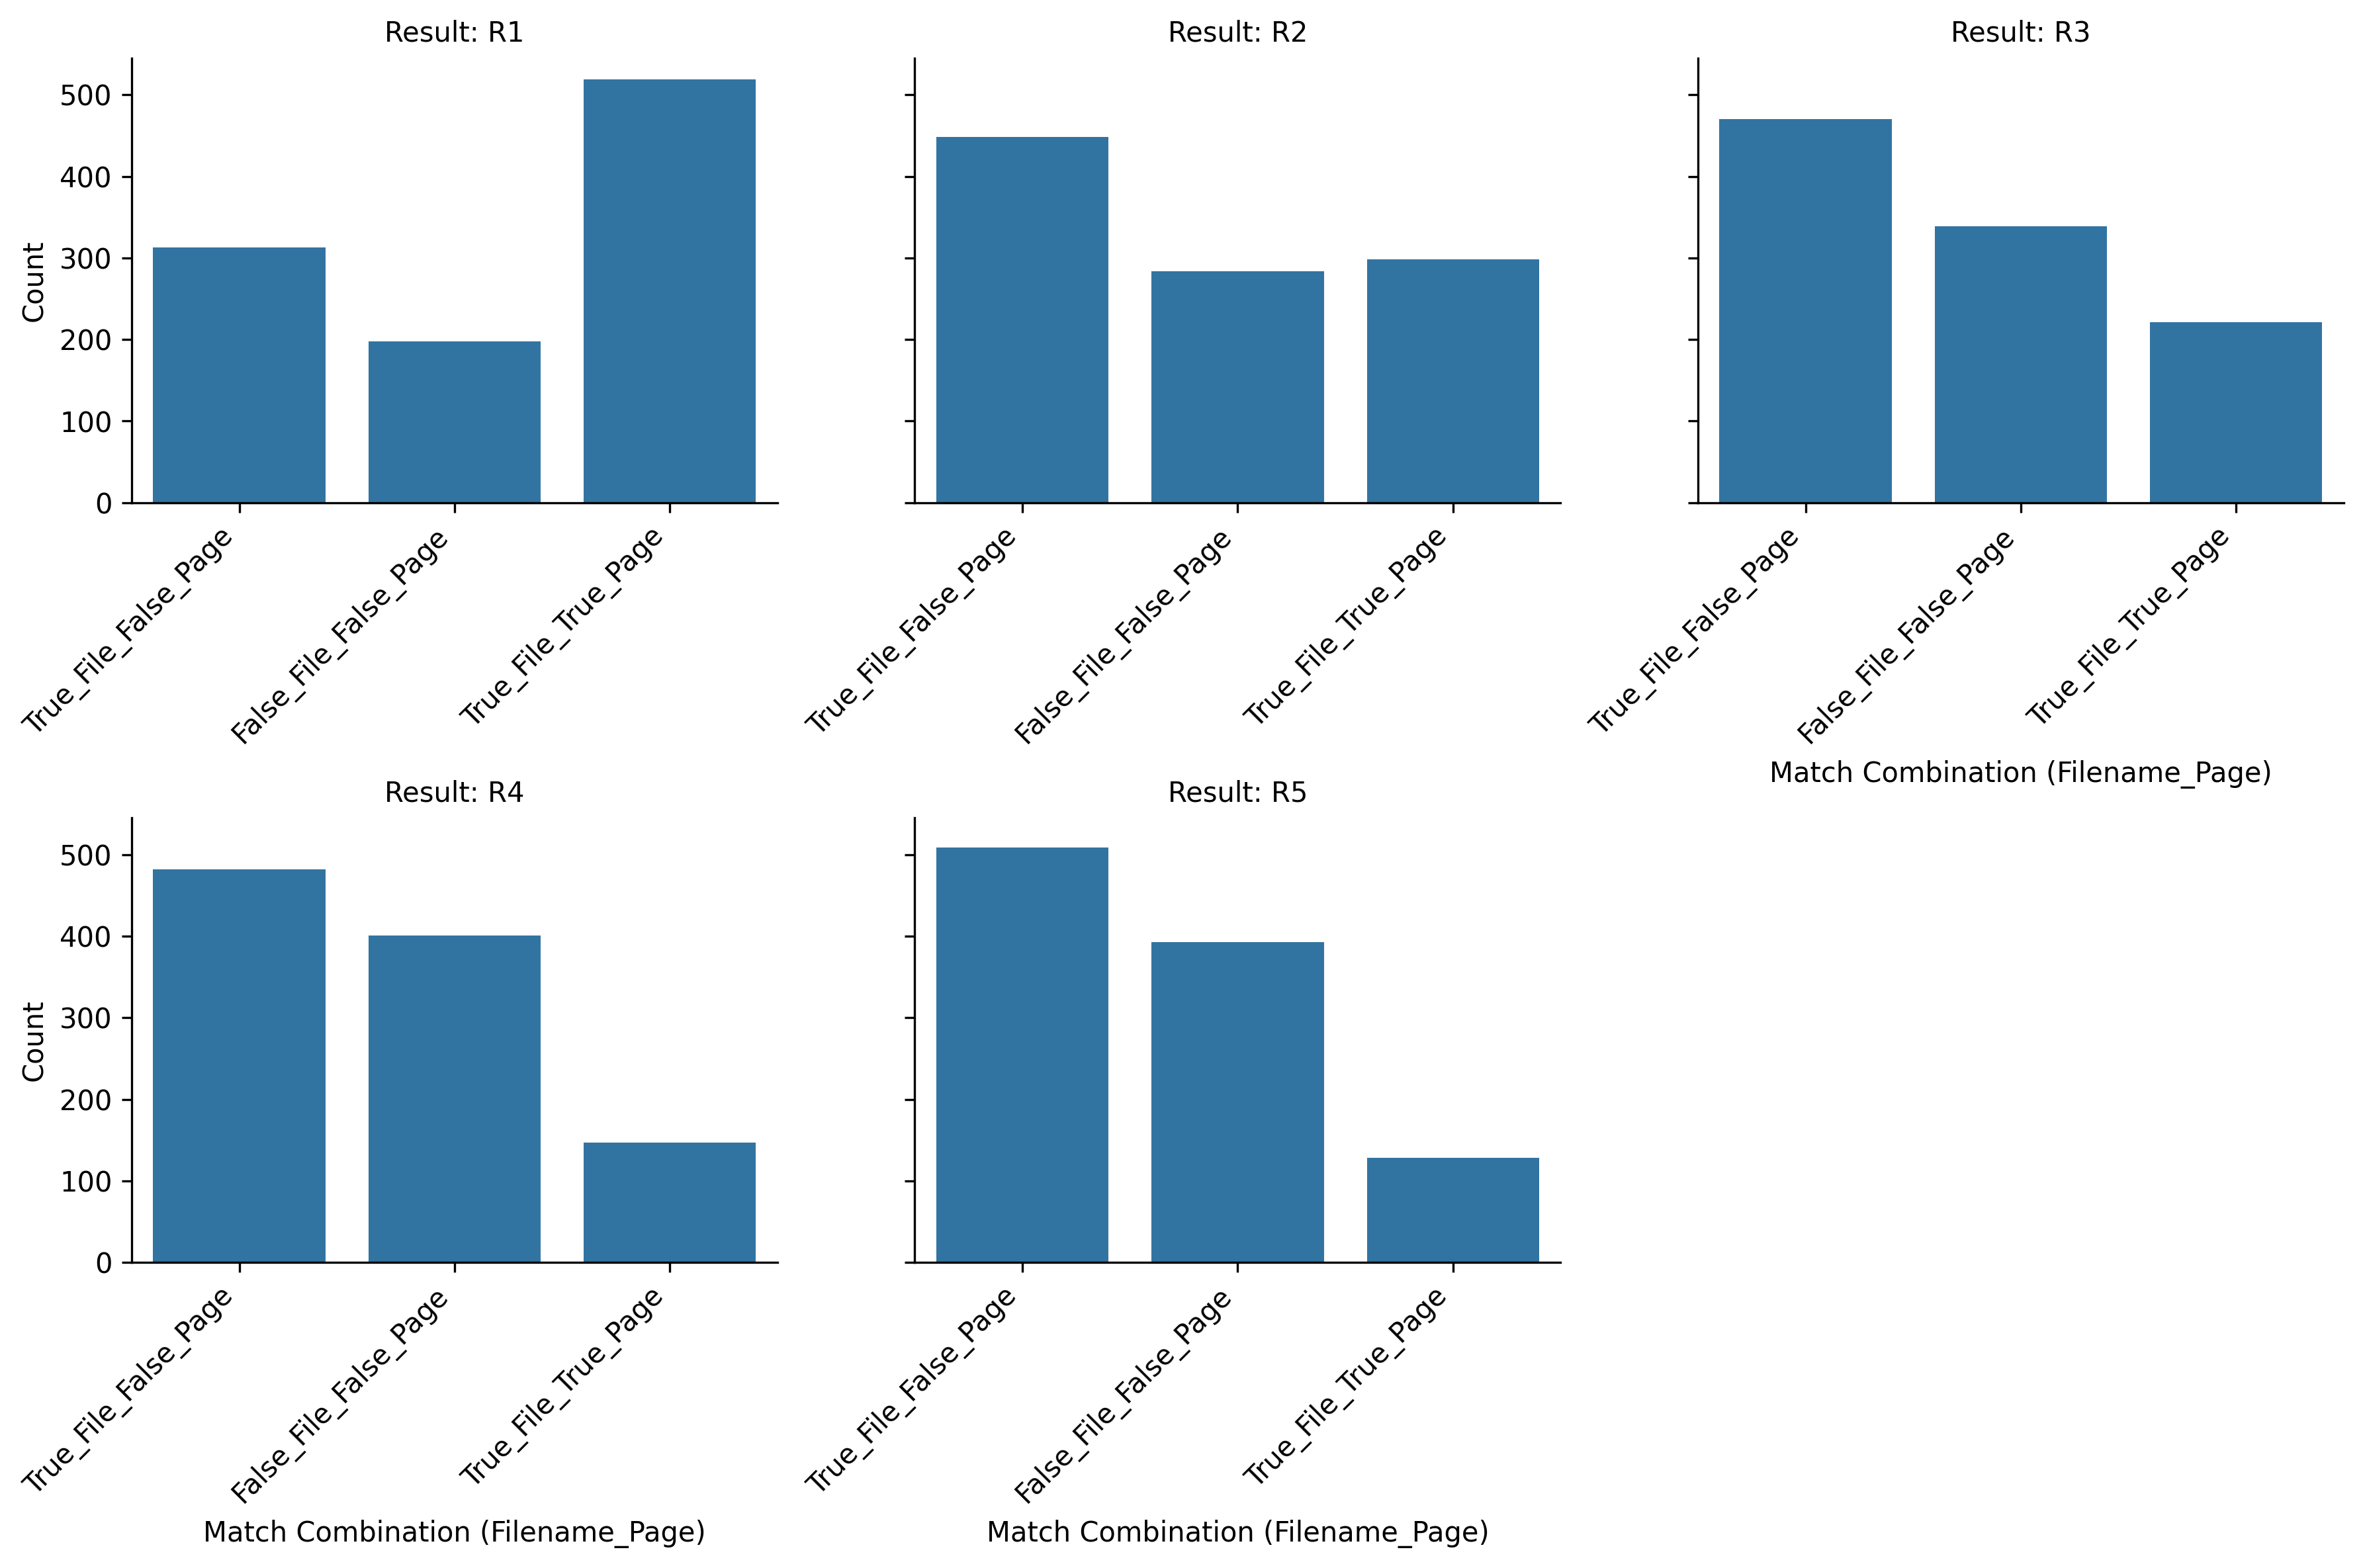 Result: R1
Count
500
400
300
200
100
0
True_File_False_Page
False_File_False_Page
True_File_True_Page
Result: R2
True_File_False_Page
False_File_False_Page
True_File_True_Page
Result: R3
True_File_False_Page
False_File_False_Page
True_File_True_Page
Match Combination (Filename_Page)
Result: R4
Count
500
400
300
200
100
0
True_File_False_Page
False_File_False_Page
True_File_True_Page
Match Combination (Filename_Page)
Result: R5
True_File_False_Page
False_File_False_Page
True_File_True_Page
Match Combination (Filename_Page)